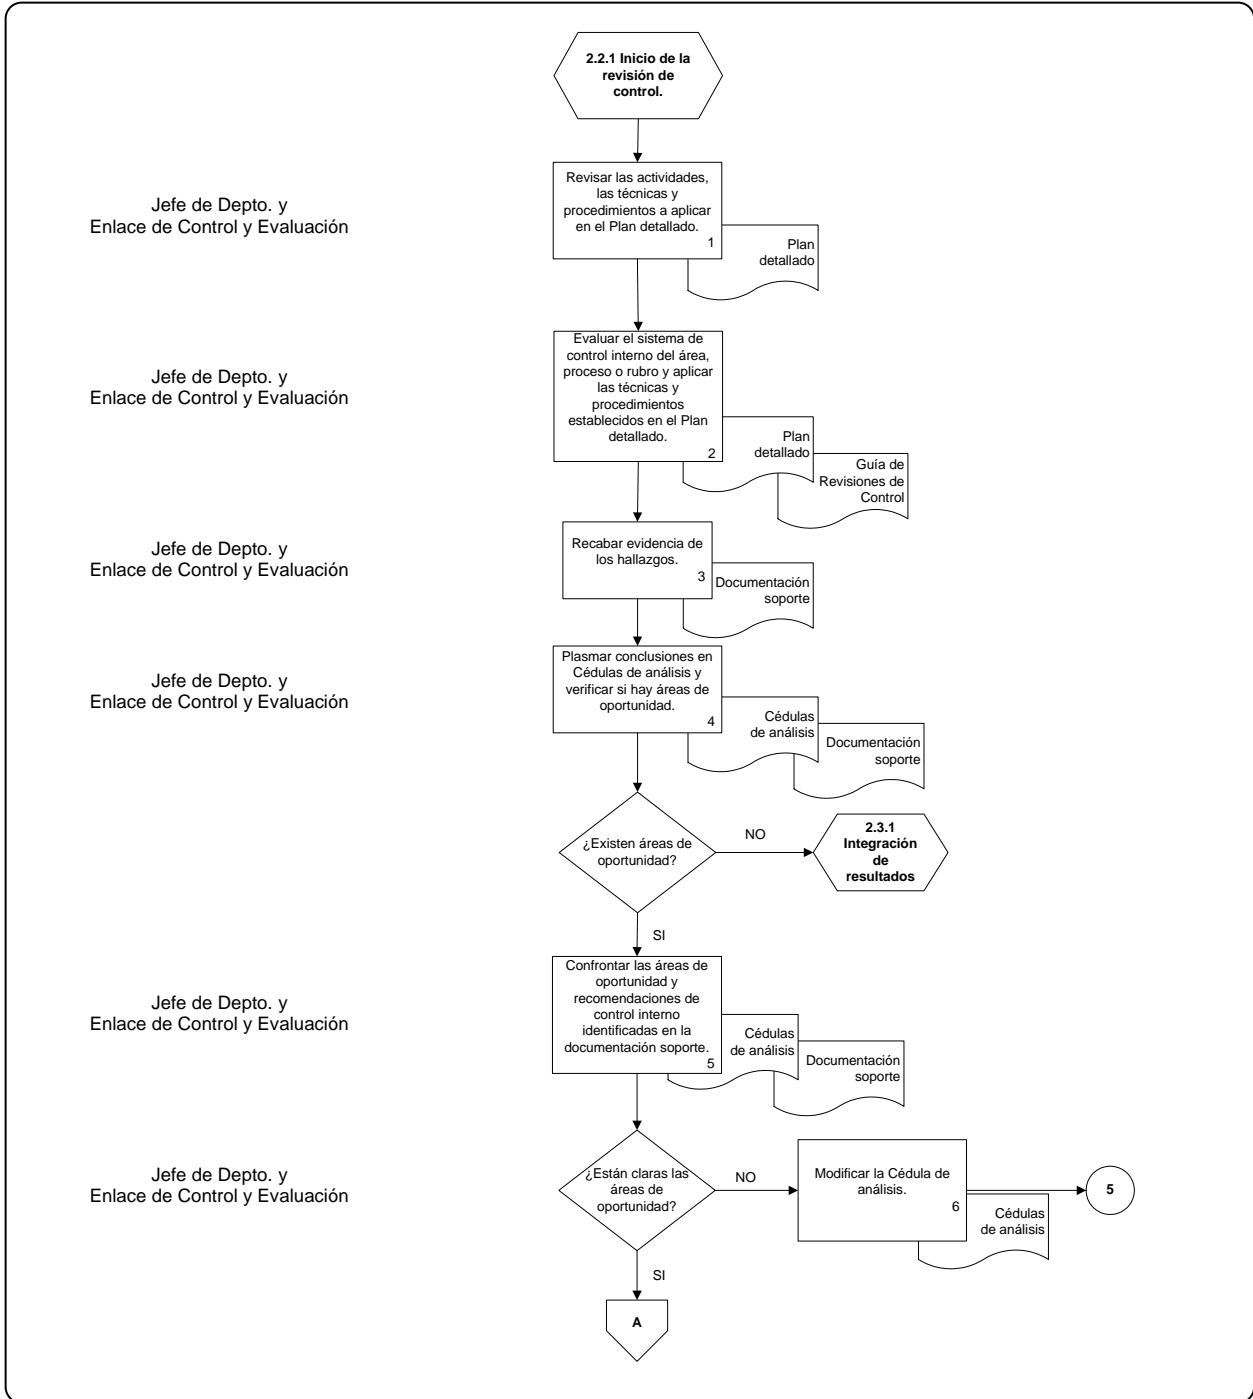 2.2.1 Inicio de la
revisión de
control.
Jefe de Depto. y
Enlace de Control y Evaluación
Revisar las actividades,
las técnicas y
procedimientos a aplicar
en el Plan detallado.
1
Plan
detallado
Jefe de Depto. y
Enlace de Control y Evaluación
Evaluar el sistema de
control interno del área,
proceso o rubro y aplicar
las técnicas y
procedimientos
establecidos en el Plan
detallado.
2
Plan
detallado
Guía de
Revisiones de
Control
Jefe de Depto. y
Enlace de Control y Evaluación
Recabar evidencia de
los hallazgos.
3
Documentación
soporte
Jefe de Depto. y
Enlace de Control y Evaluación
Plasmar conclusiones en
Cédulas de análisis y
verificar si hay áreas de
oportunidad.
4
Cédulas
de análisis
Documentación
soporte
¿Existen áreas de
oportunidad?
NO
2.3.1
Integración
de
resultados
SI
Jefe de Depto. y
Enlace de Control y Evaluación
Confrontar las áreas de
oportunidad y
recomendaciones de
control interno
identificadas en la
documentación soporte.
5
Cédulas
de análisis
Documentación
soporte
Jefe de Depto. y
Enlace de Control y Evaluación
¿Están claras las
áreas de
oportunidad?
NO
Modificar la Cédula de
análisis.
6
Cédulas
de análisis
5
SI
A